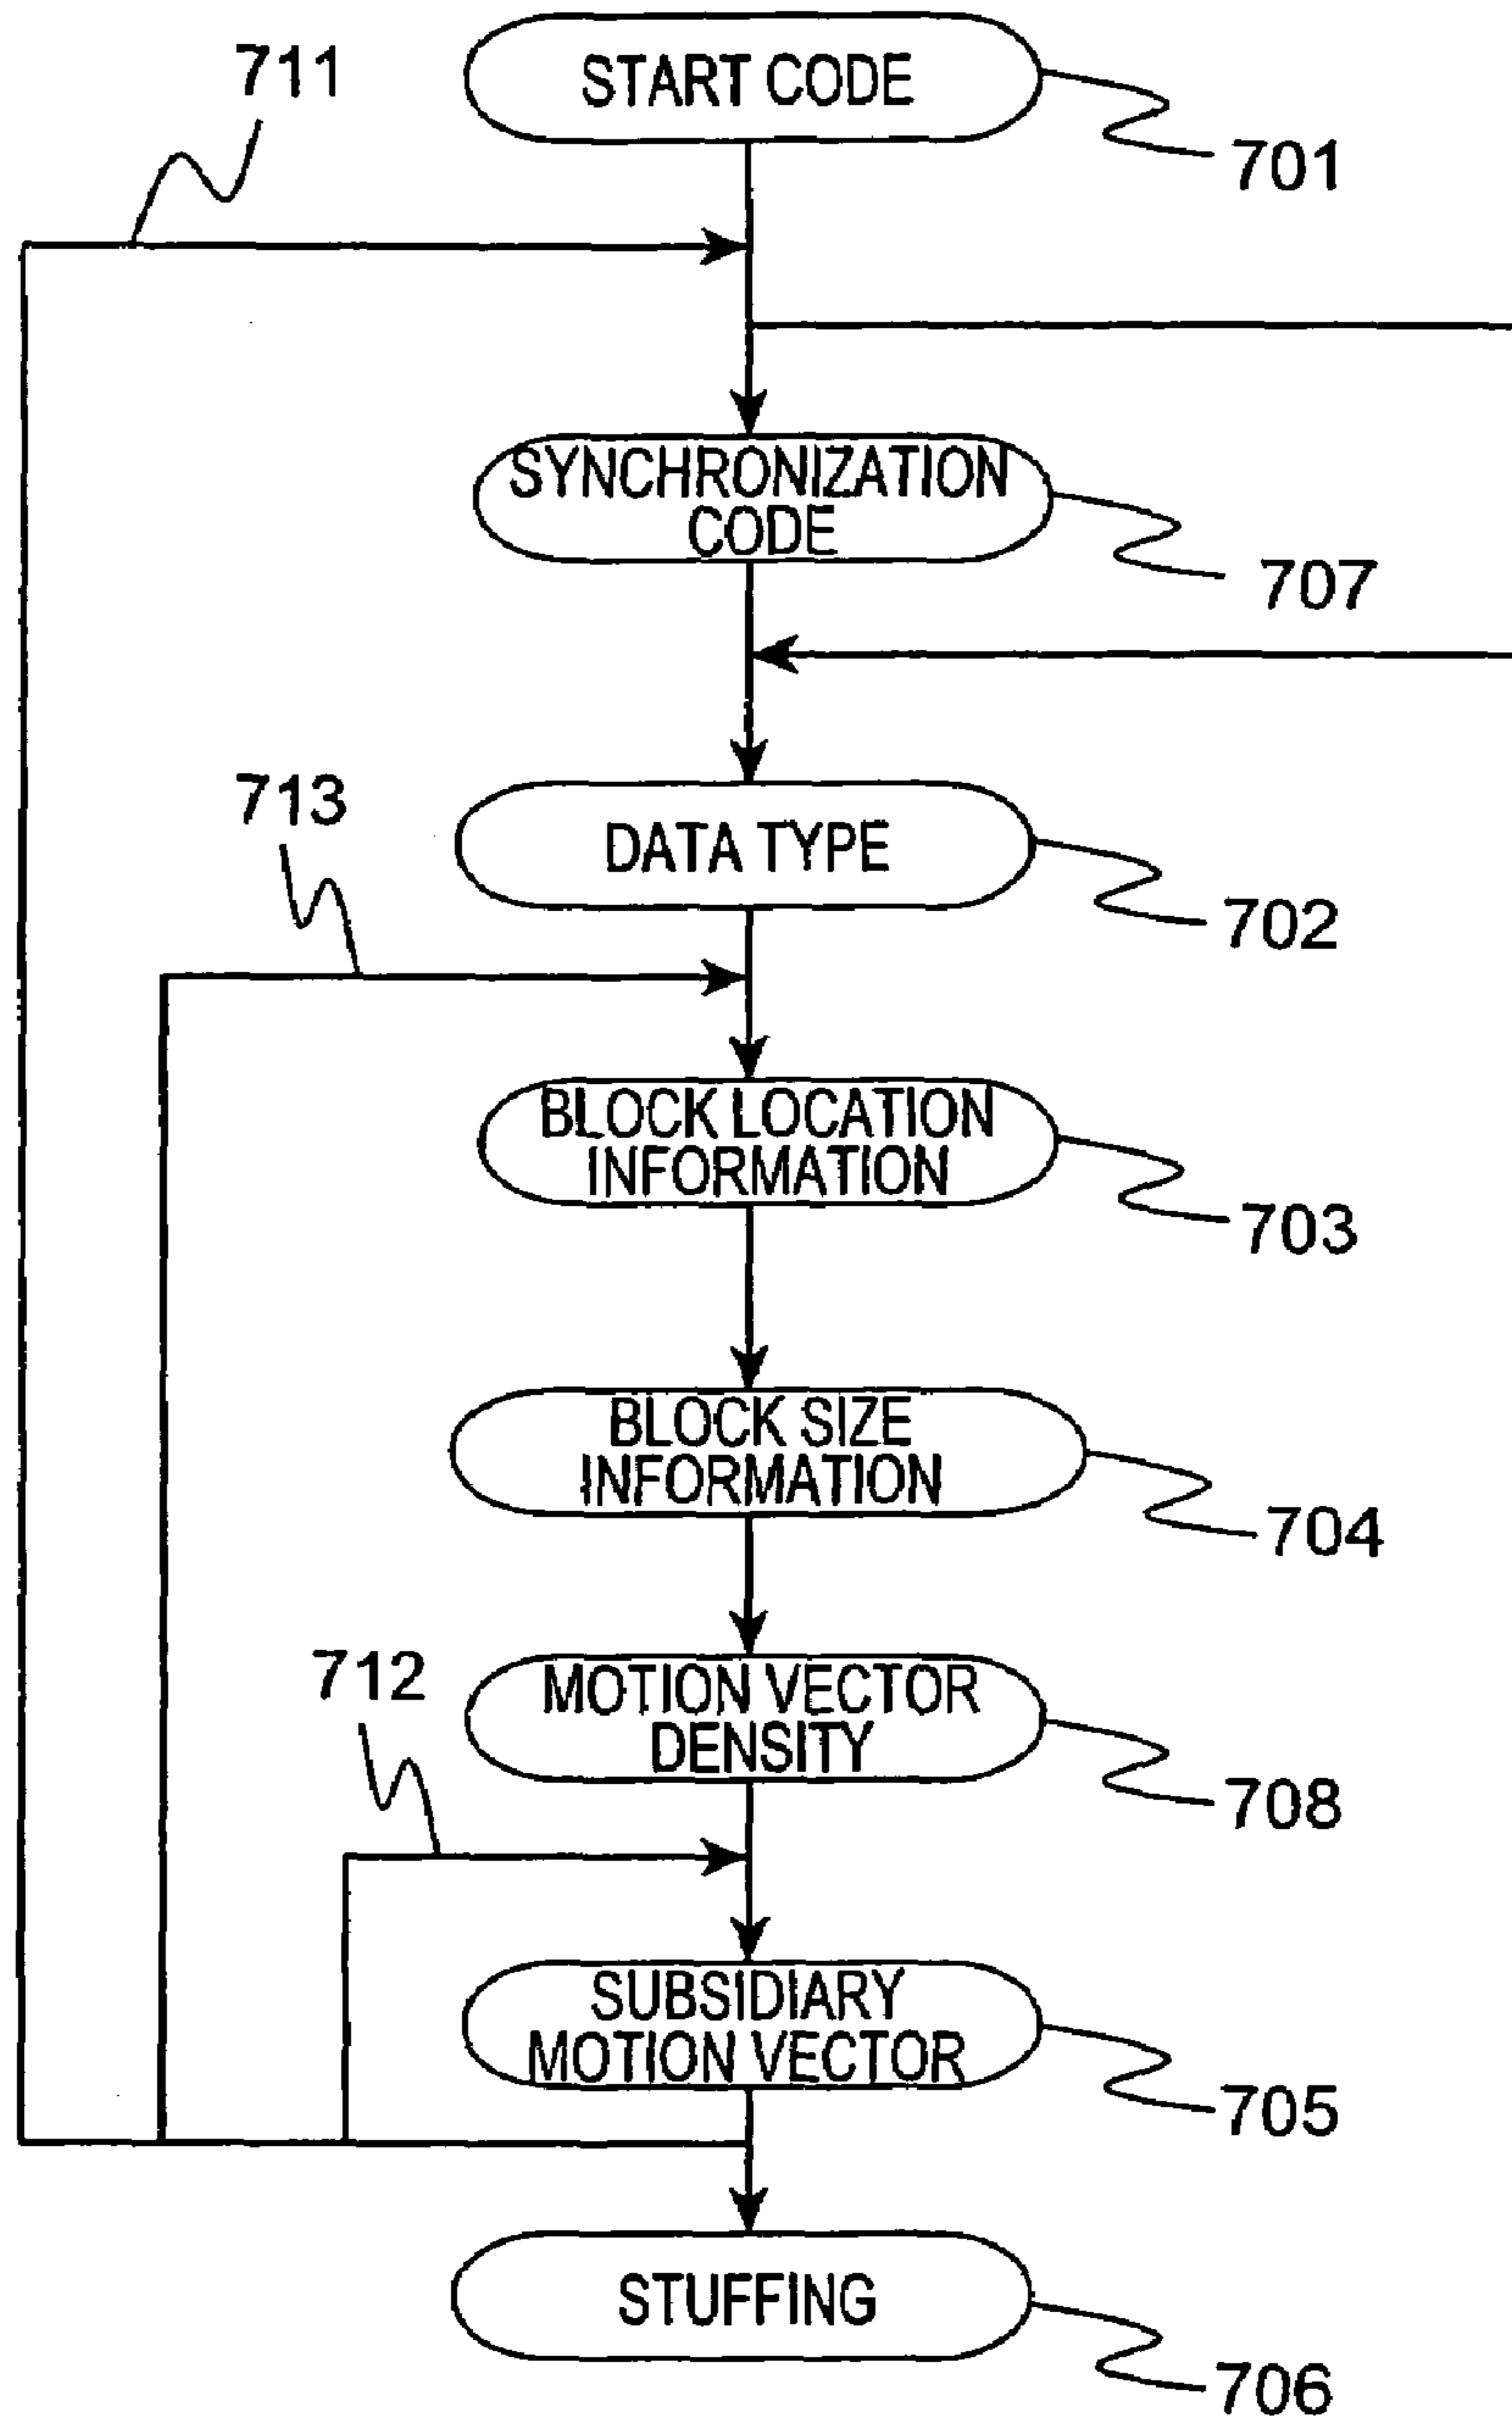 711
START CODE
701
SYNCHRONIZATION
CODE
707
713
DATA TYPE
702
BLOCK LOCATION
INFORMATION
703
BLOCK SIZE
INFORMATION
704
712
MOTION VECTOR
DENSITY
708
SUBSIDIARY
MOTION VECTOR
705
STUFFING
706